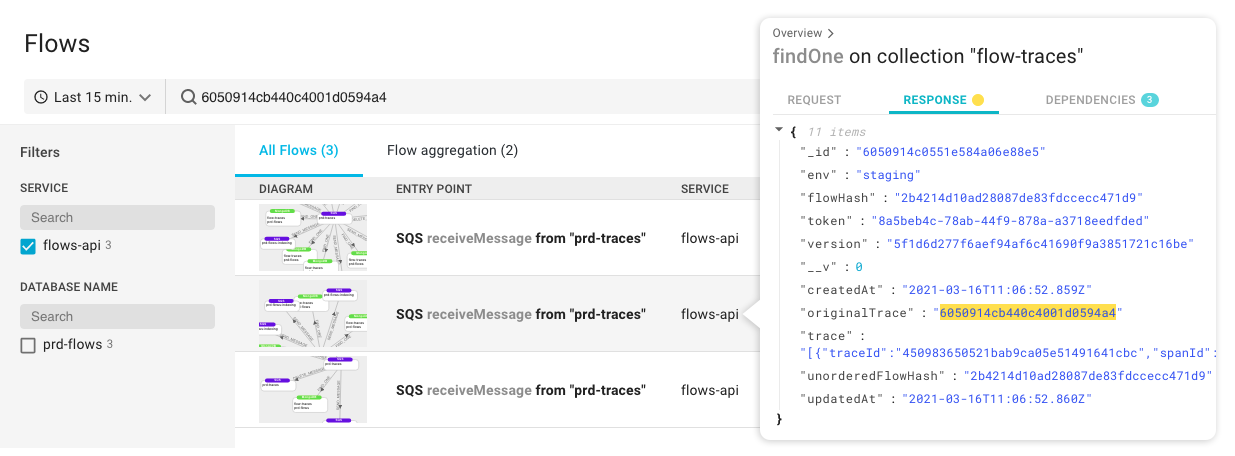 Flows
Last 15 min.
6050914cb440c4001d0594a4
Filters
SERVICE
Search
flows-api 3
DATABASE NAME
Search
prd-flows 3
All Flows (3)
Flow aggregation (2)
DIAGRAM ENTRY POINT SERVICE
SQS receiveMessage from "prd-traces" flows-api
SQS receiveMessage from "prd-traces" flows-api
SQS receiveMessage from "prd-traces" flows-api
Overview >
findOne on collection "flow-traces"
REQUEST RESPONSE DEPENDENCIES 3
{ 11 items
"_id" : "6050914c0551e584a06e88e5"
"env" : "staging"
"flowHash" : "2b4214d10ad28087de83fdccecc471d9"
"token" : "8a5beb4c-78ab-44f9-878a-a3718eedfded"
"version" : "5f1d6d277f6aef94af6c41690f9a3851721c16be"
"__v" : 0
"createdAt" : "2021-03-16T11:06:52.859Z"
"originalTrace" : "6050914cb440c4001d0594a4"
"trace" :
"[{"traceId":"450983650521bab9ca05e51491641cbc","spanId":
"unorderedFlowHash" : "2b4214d10ad28087de83fdccecc471d9"
"updatedAt" : "2021-03-16T11:06:52.860Z"
}